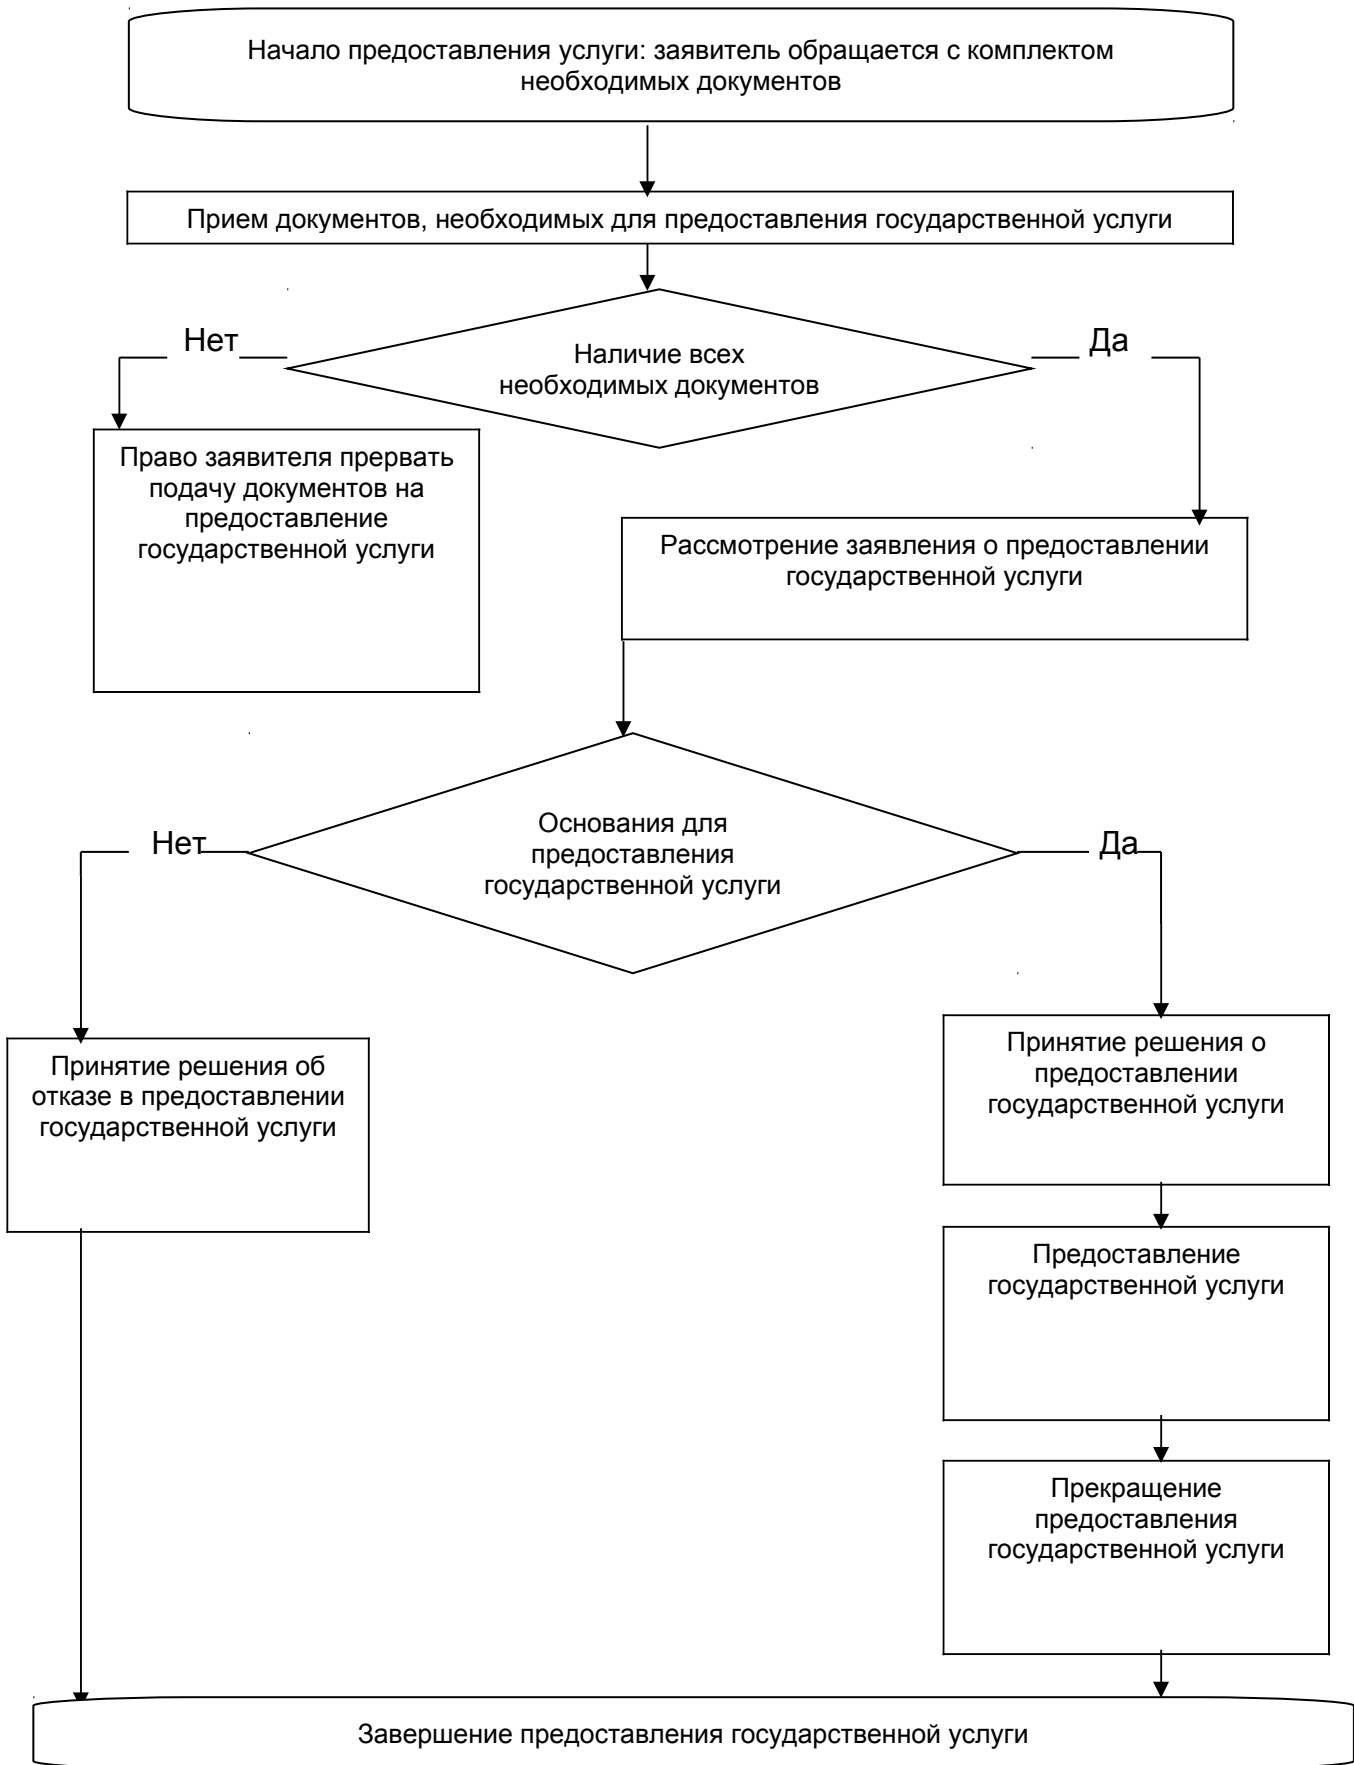 Начало предоставления услуги: заявитель обращается с комплектом
необходимых документов
Прием документов, необходимых для предоставления государственной услуги
Нет
Да
Наличие всех
необходимых документов
Право заявителя прервать
подачу документов на
предоставление
государственной услуги
Рассмотрение заявления о предоставлении
государственной услуги
Основания для
предоставления
государственной услуги
Нет
Да
Принятие решения об
отказе в предоставлении
государственной услуги
Принятие решения о
предоставлении
государственной услуги
Предоставление
государственной услуги
Прекращение
предоставления
государственной услуги
Завершение предоставления государственной услуги